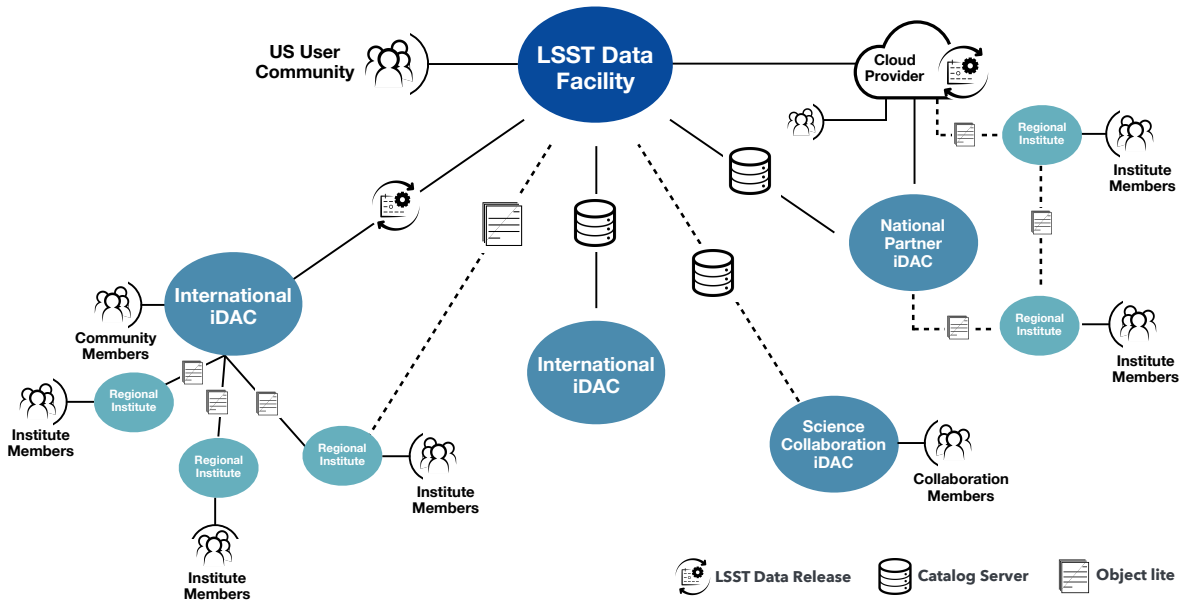 US User
Community
LSST Data
Facility
Cloud
Provider
Regional
Institute
Institute
Members
National
Partner
iDAC
International
iDAC
Community
Members
Regional
Institute
Institute
Members
Regional
Institute
Institute
Members
Regional
Institute
Institute
Members
International
iDAC
Science
Collaboration
iDAC
Collaboration
Members
Regional
Institute
Institute
Members
LSST Data Release
Catalog Server
Object lite